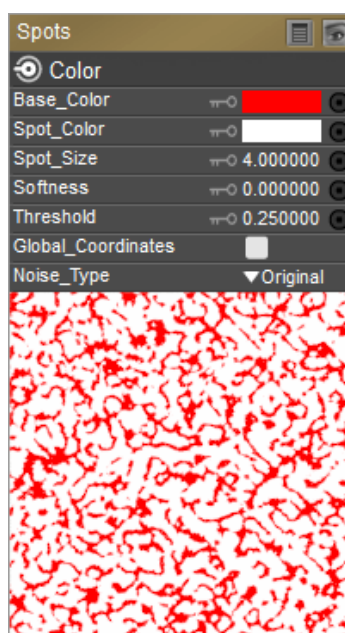 Spots
Color
Base_Color
Spot_Color
Spot_Size 4.000000
Softness 0.000000
Threshold 0.250000
Global_Coordinates
Noise_Type Original